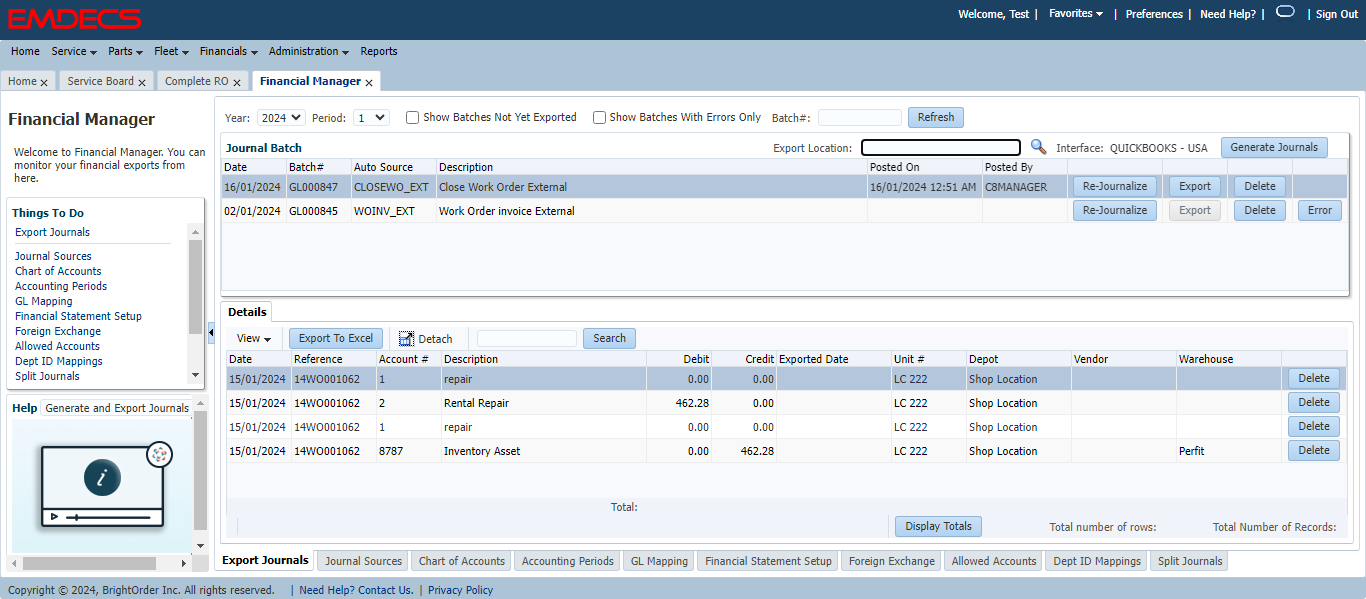 EMDECS
Welcome, Test | Favorites | Preferences | Need Help? | | Sign Out
Home Service Parts Fleet Financials Administration Reports
Home x Service Board x Complete RO x Financial Manager x
Financial Manager
Welcome to Financial Manager. You can
monitor your financial exports from
here.
Things To Do
Export Journals
Journal Sources
Chart of Accounts
Accounting Periods
GL Mapping
Financial Statement Setup
Foreign Exchange
Allowed Accounts
Dept ID Mappings
Split Journals
Help Generate and Export Journals
i
Year: 2024 Period: 1 Show Batches Not Yet Exported Show Batches With Errors Only Batch#: Refresh
Journal Batch Export Location: Interface: QUICKBOOKS - USA Generate Journals
Date Batch# Auto Source Description Posted On Posted By
16/01/2024 GL000847 CLOSEWO_EXT Close Work Order External 16/01/2024 12:51 AM C8MANAGER Re-Journalize Export Delete
02/01/2024 GL000845 WOINV_EXT Work Order invoice External Re-Journalize Export Delete Error
Details
View Export To Excel Detach Search
Date Reference Account # Description Debit Credit Exported Date Unit # Depot Vendor Warehouse
15/01/2024 14WO001062 1 repair 0.00 0.00 LC 222 Shop Location Delete
15/01/2024 14WO001062 2 Rental Repair 462.28 0.00 LC 222 Shop Location Delete
15/01/2024 14WO001062 1 repair 0.00 0.00 LC 222 Shop Location Delete
15/01/2024 14WO001062 8787 Inventory Asset 0.00 462.28 LC 222 Shop Location Perfit Delete
Total:
Display Totals Total number of rows: Total Number of Records:
Export Journals Journal Sources Chart of Accounts Accounting Periods GL Mapping Financial Statement Setup Foreign Exchange Allowed Accounts Dept ID Mappings Split Journals
Copyright © 2024, BrightOrder Inc. All rights reserved. | Need Help? Contact Us. | Privacy Policy